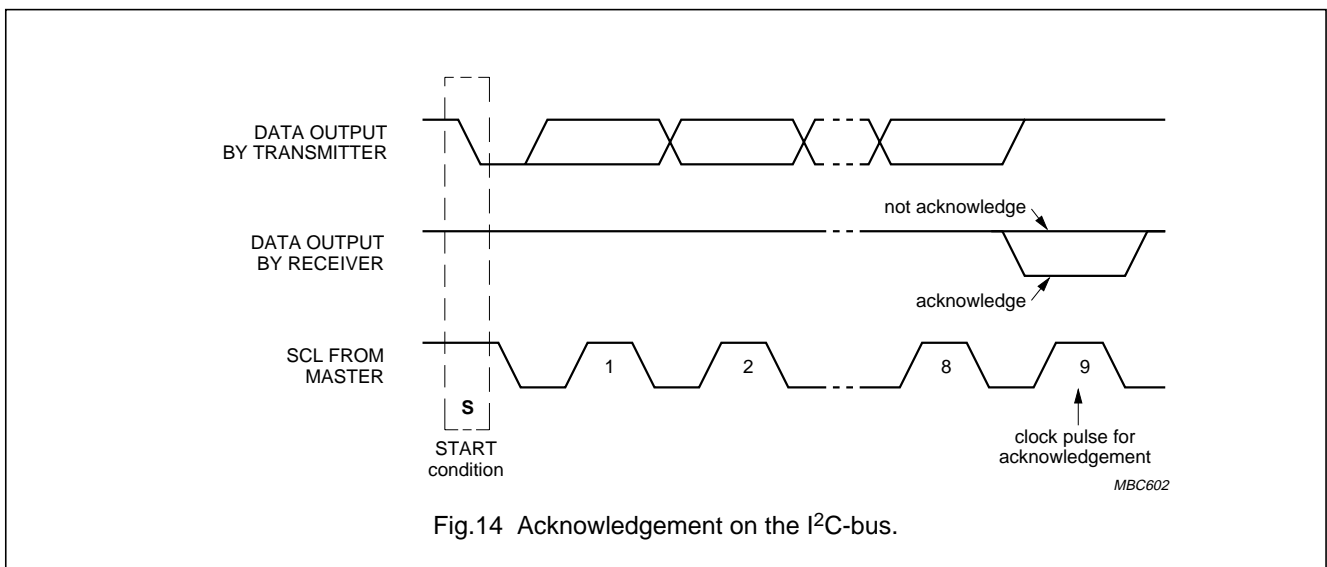 DATA OUTPUT
BY TRANSMITTER
not acknowledge
DATA OUTPUT
BY RECEIVER
acknowledge
SCL FROM
MASTER
1
2
8
9
S
START
condition
clock pulse for
acknowledgement
MBC602
Fig.14 Acknowledgement on the I²C-bus.